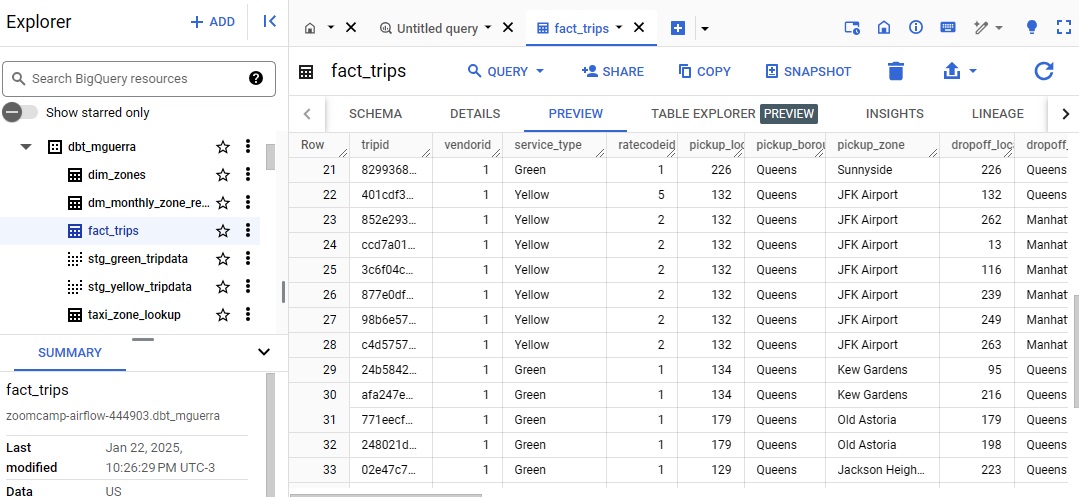 Explorer
+ ADD
Search BigQuery resources
Show starred only
dbt_mguerra
dim_zones
dm_monthly_zone_re...
fact_trips
stg_green_tripdata
stg_yellow_tripdata
taxi_zone_lookup
SUMMARY
fact_trips
zoomcamp-airflow-444903.dbt_mguerra
Last modified Jan 22, 2025, 10:26:29 PM UTC-3
Data US
Untitled query
fact_trips
fact_trips QUERY SHARE COPY SNAPSHOT
SCHEMA DETAILS PREVIEW TABLE EXPLORER PREVIEW INSIGHTS LINEAGE
Row tripid vendorid service_type ratecodeid pickup_loc pickup_borou pickup_zone dropoff_loc dropoff_
21 8299368... 1 Green 1 226 Queens Sunnyside 226 Queens
22 401cdf3... 1 Yellow 5 132 Queens JFK Airport 132 Queens
23 852e293... 1 Yellow 2 132 Queens JFK Airport 262 Manhat
24 ccd7a01... 1 Yellow 2 132 Queens JFK Airport 13 Manhat
25 3c6f04c... 1 Yellow 2 132 Queens JFK Airport 116 Manhat
26 877e0df... 1 Yellow 2 132 Queens JFK Airport 239 Manhat
27 98b6e57... 1 Yellow 2 132 Queens JFK Airport 249 Manhat
28 c4d5757... 1 Yellow 2 132 Queens JFK Airport 263 Manhat
29 24b5842... 1 Green 1 134 Queens Kew Gardens 95 Queens
30 afa247e... 1 Green 1 134 Queens Kew Gardens 216 Queens
31 771eecf... 1 Green 1 179 Queens Old Astoria 179 Queens
32 248021d... 1 Green 1 179 Queens Old Astoria 198 Queens
33 02e47c7... 1 Green 1 129 Queens Jackson Heigh... 223 Queens